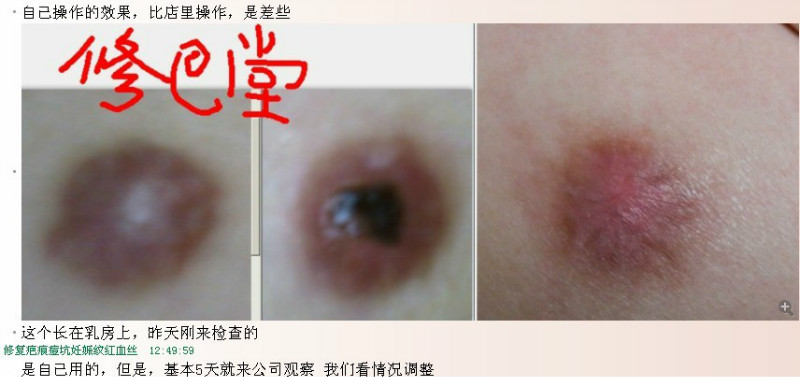 自己操作的效果，比店里操作，是差些
修巴堂
这个长在乳房上，昨天刚来检查的
修复疤痕痘坑妊娠纹红血丝 12:49:59
是自己用的，但是，基本5天就来公司观察 我们看情况调整